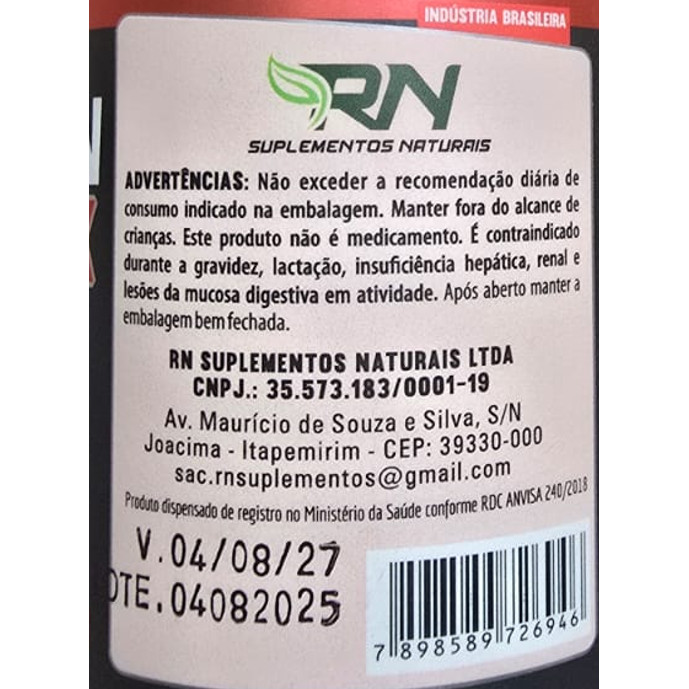 INDÚSTRIA BRASILEIRA
RN
SUPLEMENTOS NATURAIS
ADVERTÊNCIAS: Não exceder a recomendação diária de
consumo indicado na embalagem. Manter fora do alcance de
crianças. Este produto não é medicamento. É contraindicado
durante a gravidez, lactação, insuficiência hepática, renal e
lesões da mucosa digestiva em atividade. Após aberto manter a
embalagem bem fechada.
RN SUPLEMENTOS NATURAIS LTDA
CNPJ.: 35.573.183/0001-19
Av. Maurício de Souza e Silva, S/N
Joacima - Itapemirim - CEP: 39330-000
sac.rnsuplementos@gmail.com
Produto dispensado de registro no Ministério da Saúde conforme RDC ANVISA 240/2018
V.04/08/27
OTE.04082025
7 898589 726946